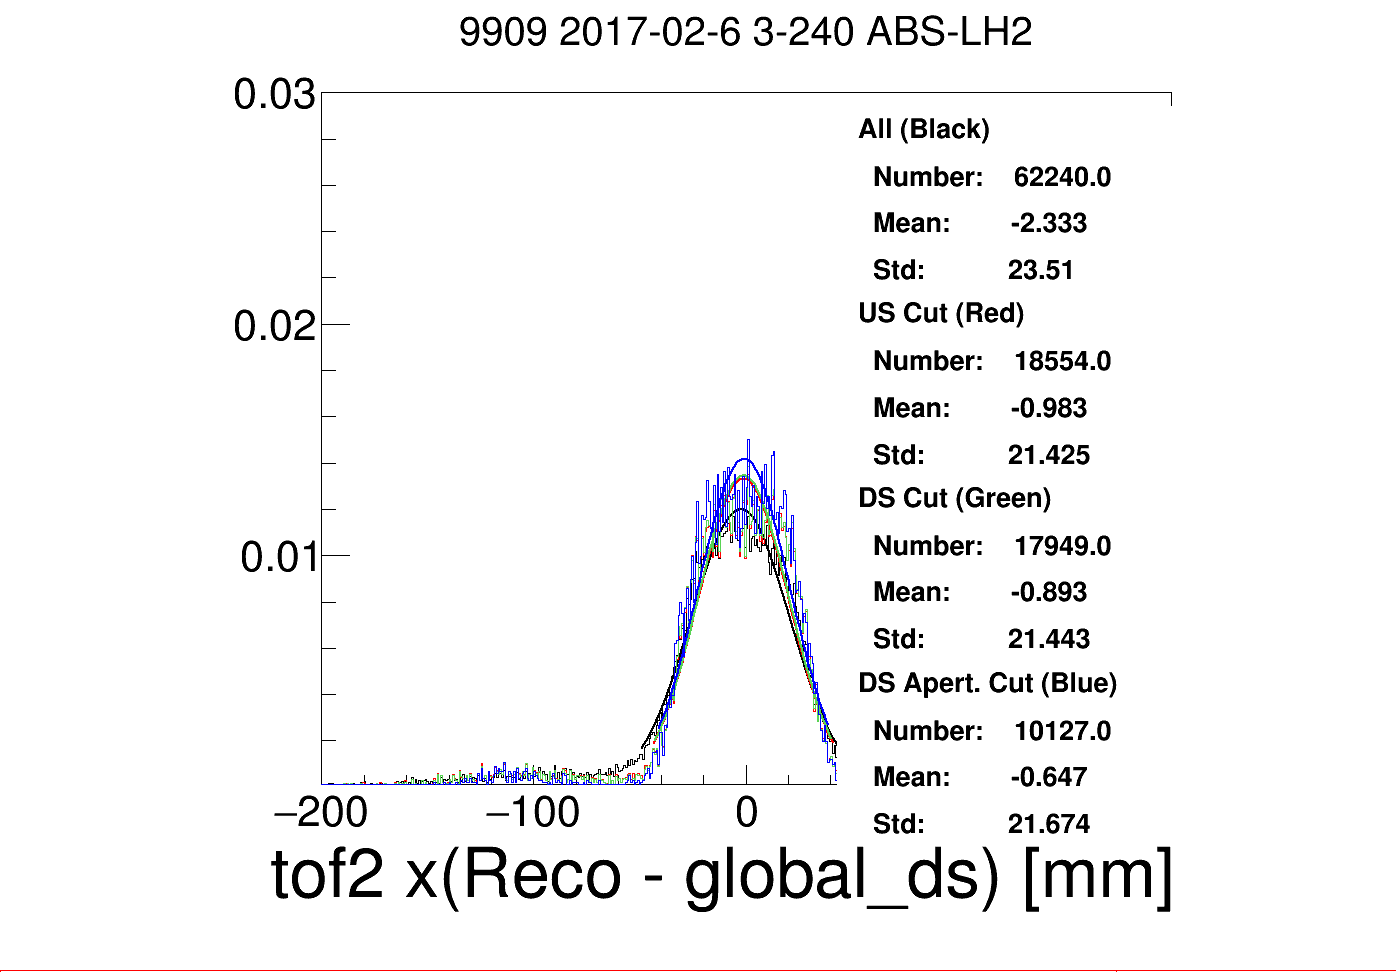 9909 2017-02-6 3-240 ABS-LH2
0.03
0.02
0.01
All (Black)
Number: 62240.0
Mean: -2.333
Std: 23.51
US Cut (Red)
Number: 18554.0
Mean: -0.983
Std: 21.425
DS Cut (Green)
Number: 17949.0
Mean: -0.893
Std: 21.443
DS Apert. Cut (Blue)
Number: 10127.0
Mean: -0.647
Std: 21.674
−200 −100 0
tof2 x(Reco - global_ds) [mm]